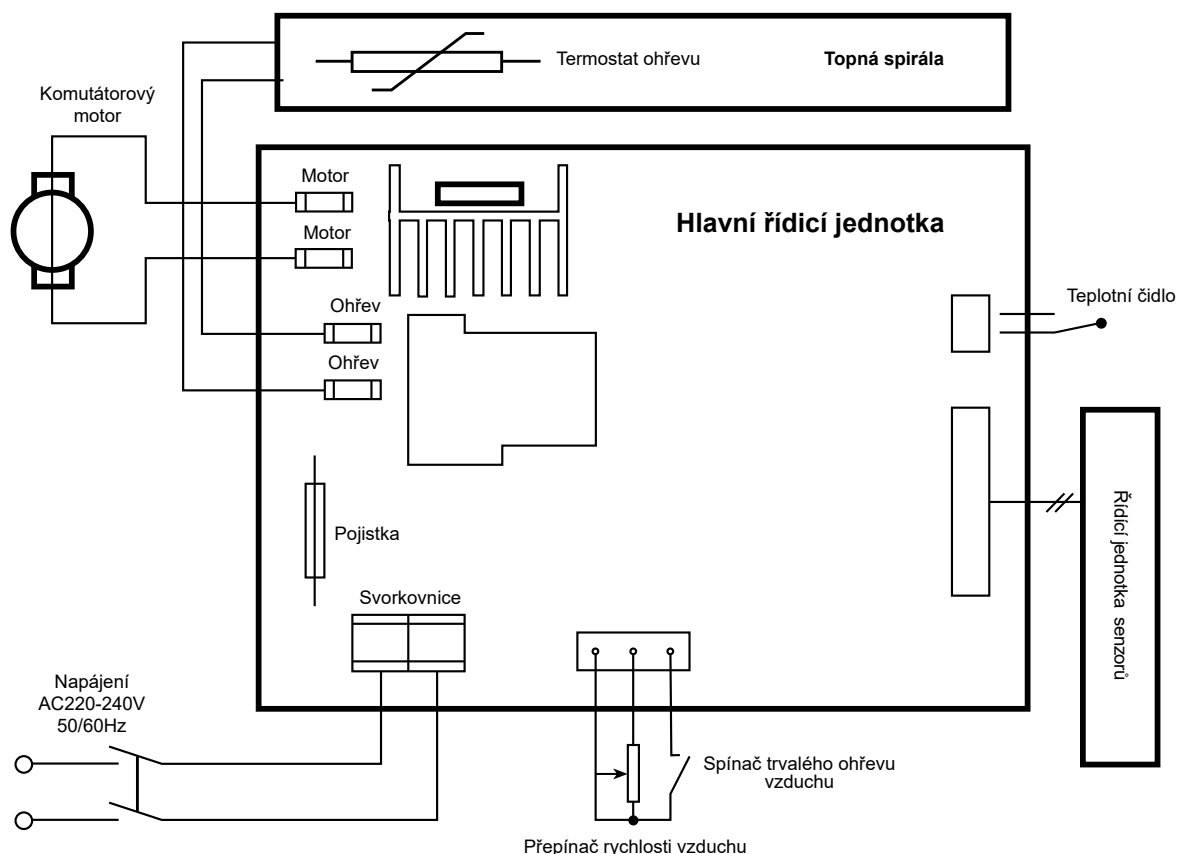 Termostat ohřevu
Topná spirála
Komutátorový
motor
Motor
Hlavní řídicí jednotka
Motor
Teplotní čidlo
Ohřev
Ohřev
Řídící jednotka senzorů
Pojistka
Svorkovnice
Napájení
AC220-240V
50/60Hz
Spínač trvalého ohřevu
vzduchu
Přepínač rychlosti vzduchu